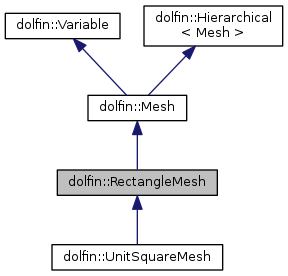 dolfin::Variable
dolfin::Hierarchical
< Mesh >
dolfin::Mesh
dolfin::RectangleMesh
dolfin::UnitSquareMesh